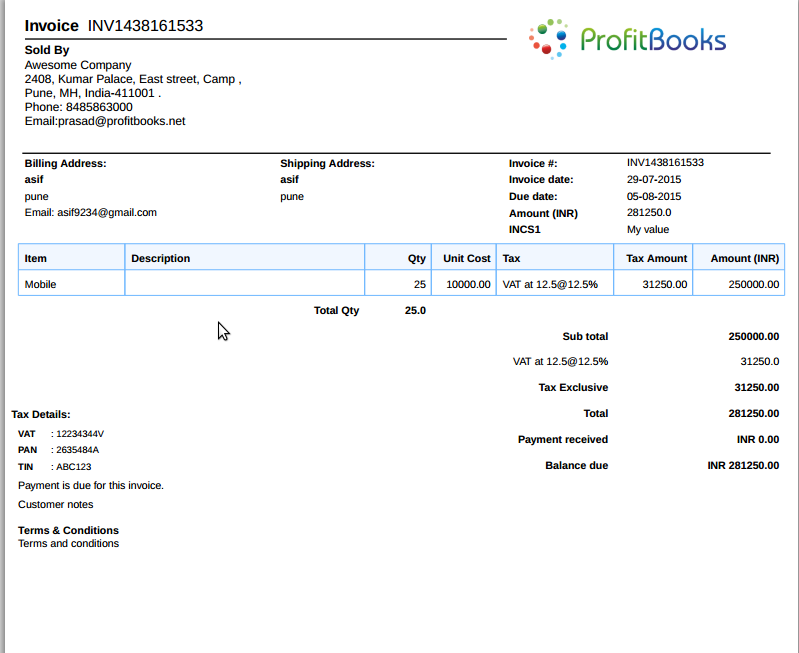 Invoice INV1438161533
ProfitBooks
Sold By
Awesome Company
2408, Kumar Palace, East street, Camp ,
Pune, MH, India-411001 .
Phone: 8485863000
Email:prasad@profitbooks.net
Billing Address: Shipping Address: Invoice #: INV1438161533
asif asif Invoice date: 29-07-2015
pune pune Due date: 05-08-2015
Email: asif9234@gmail.com Amount (INR) 281250.0
INCS1 My value
Item Description Qty Unit Cost Tax Tax Amount Amount (INR)
Mobile 25 10000.00 VAT at 12.5@12.5% 31250.00 250000.00
Total Qty 25.0
Sub total 250000.00
VAT at 12.5@12.5% 31250.0
Tax Exclusive 31250.00
Total 281250.00
Payment received INR 0.00
Balance due INR 281250.00
Tax Details:
VAT : 12234344V
PAN : 2635484A
TIN : ABC123
Payment is due for this invoice.
Customer notes
Terms & Conditions
Terms and conditions